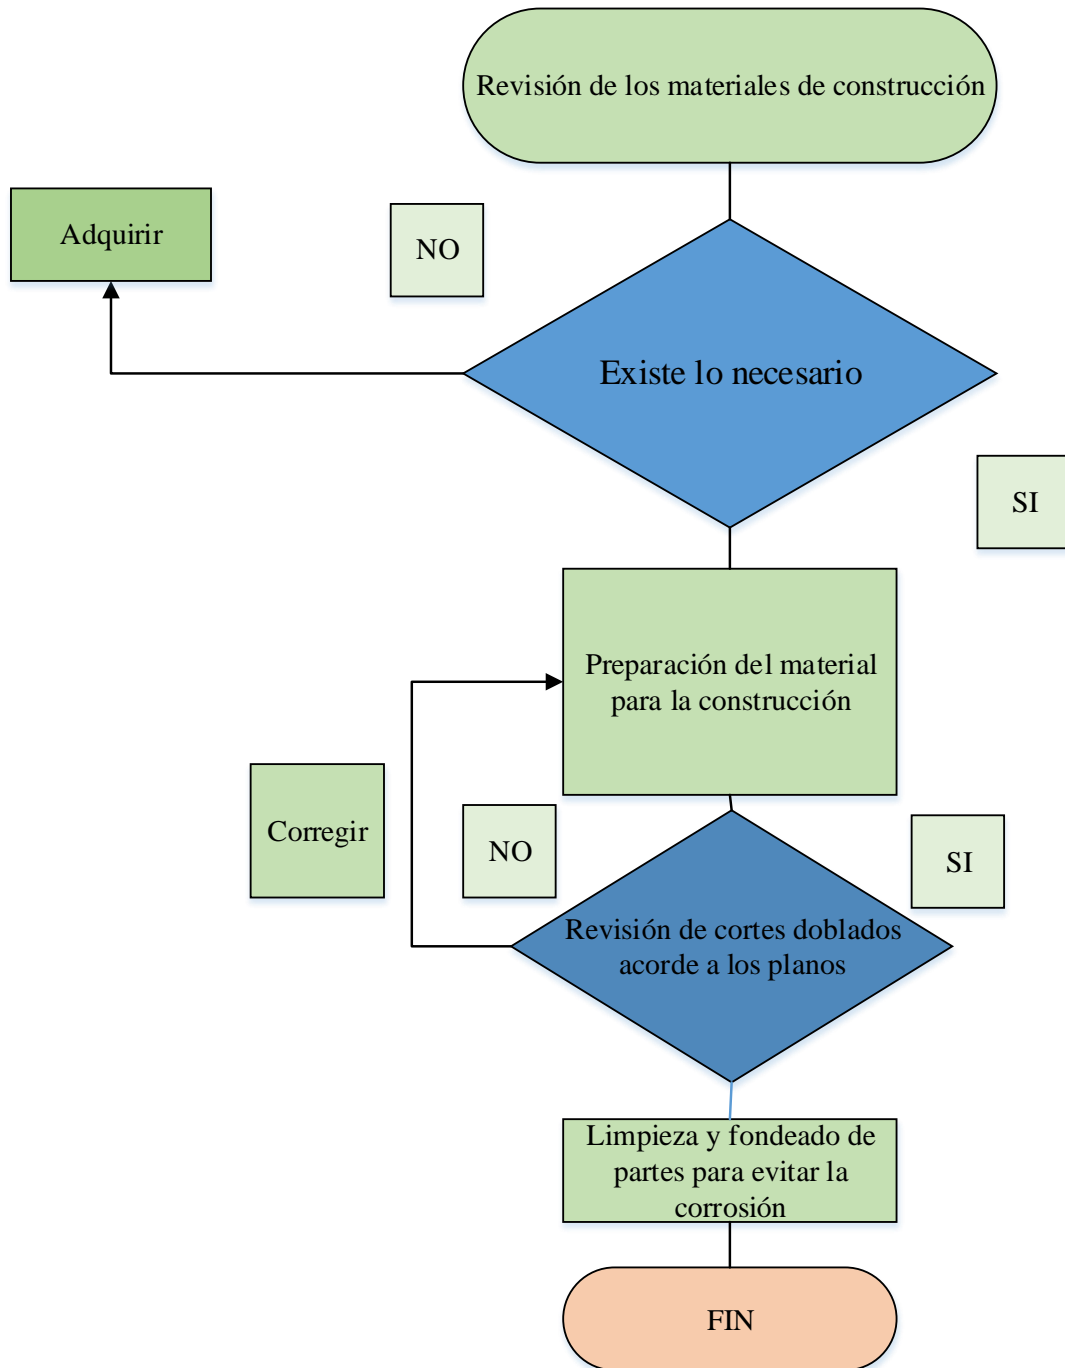 Revisión de los materiales de construcción
Adquirir
NO
Existe lo necesario
SI
Preparación del material
para la construcción
Corregir
NO
SI
Revisión de cortes doblados
acorde a los planos
Limpieza y fondeado de
partes para evitar la
corrosión
FIN